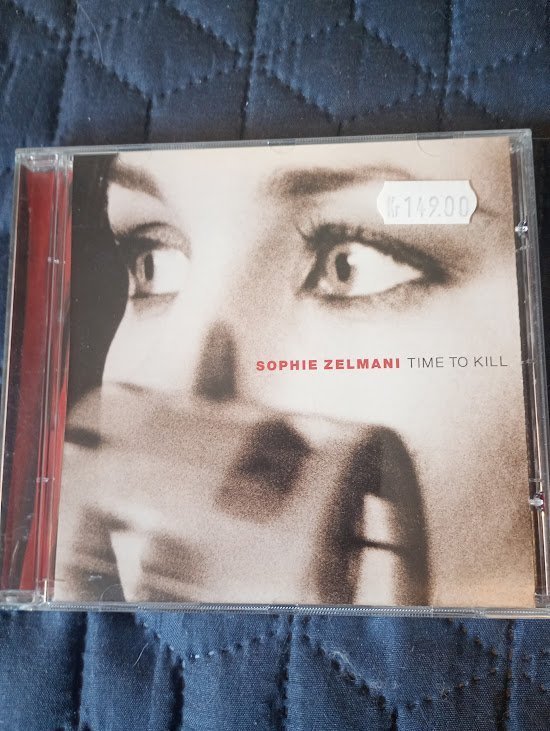 Kr 149.00
SOPHIE ZELMANI TIME TO KILL